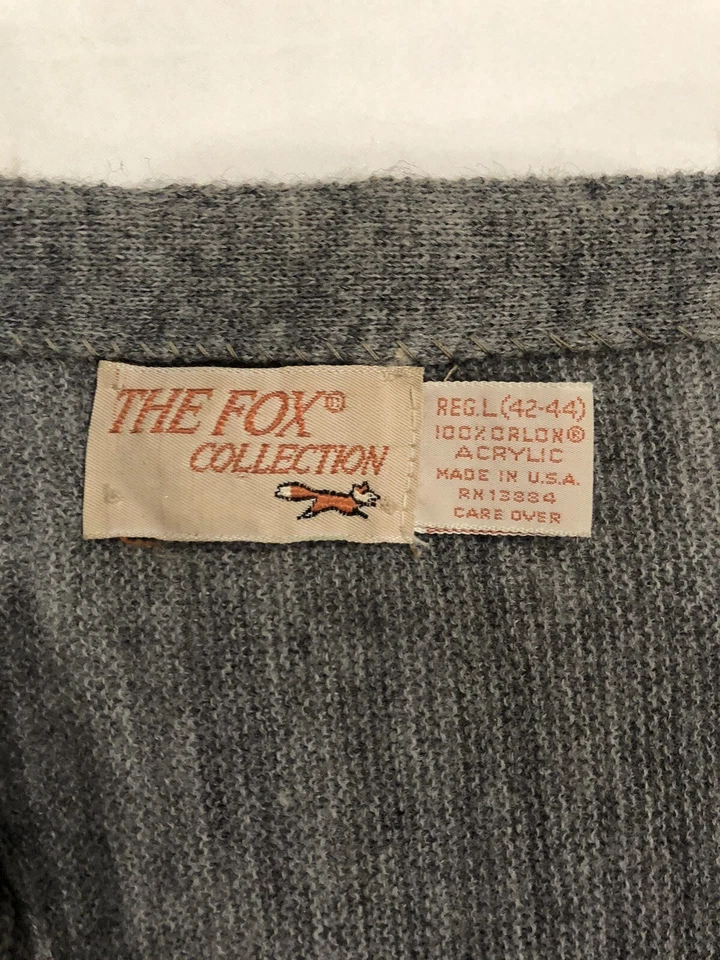 THE FOX®
COLLECTION
REG.L(42-44)
100%ORLON®
ACRYLIC
MADE IN U.S.A.
RN13884
CARE OVER